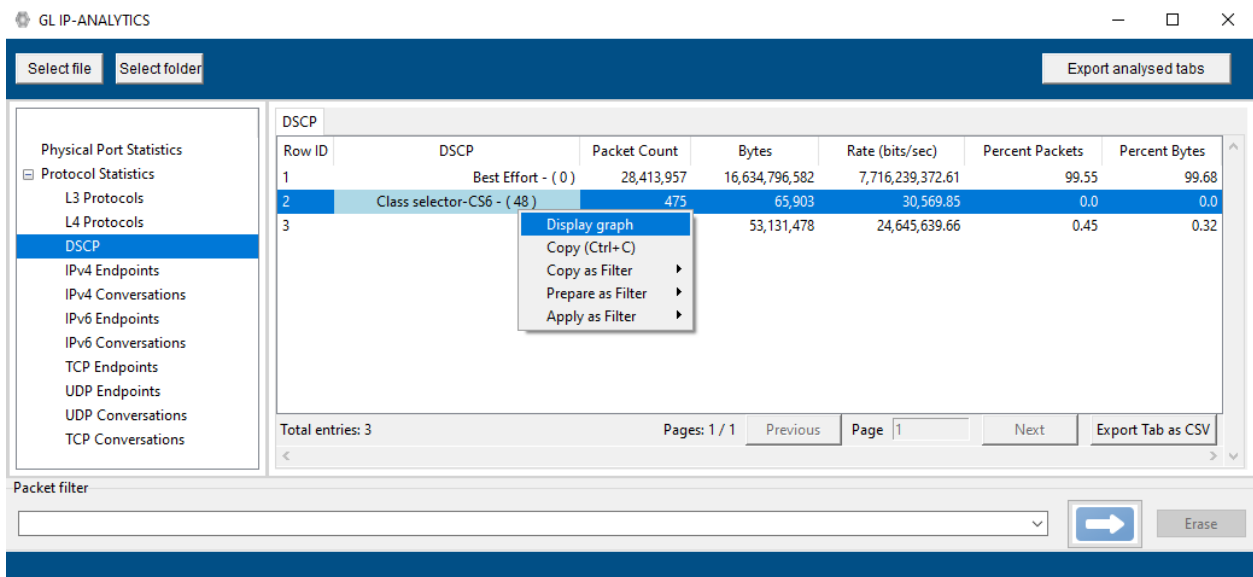 GL IP-ANALYTICS
Select file Select folder Export analysed tabs
DSCP
Physical Port Statistics
Protocol Statistics
L3 Protocols
L4 Protocols
DSCP
IPv4 Endpoints
IPv4 Conversations
IPv6 Endpoints
IPv6 Conversations
TCP Endpoints
UDP Endpoints
UDP Conversations
TCP Conversations
Row ID DSCP Packet Count Bytes Rate (bits/sec) Percent Packets Percent Bytes
1 Best Effort - ( 0 ) 28,413,957 16,634,796,582 7,716,239,372.61 99.55 99.68
2 Class selector-CS6 - ( 48 ) 475 65,903 30,569.85 0.0 0.0
3 53,131,478 24,645,639.66 0.45 0.32
Display graph
Copy (Ctrl+C)
Copy as Filter
Prepare as Filter
Apply as Filter
Total entries: 3 Pages: 1 / 1 Previous Page 1 Next Export Tab as CSV
Packet filter
Erase